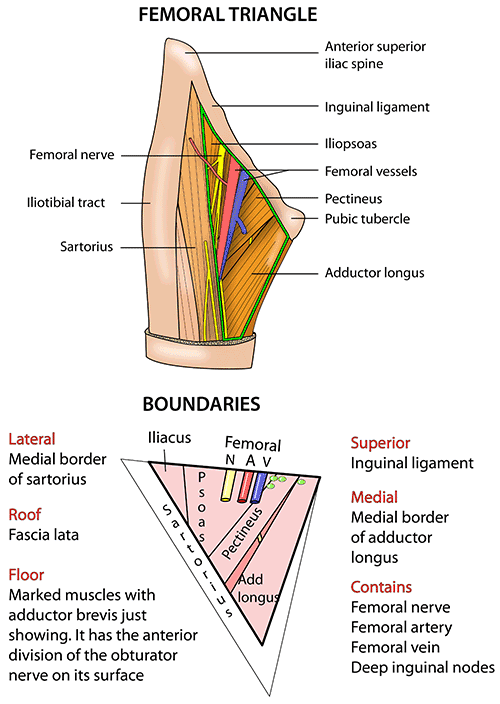 FEMORAL TRIANGLE
Anterior superior
iliac spine
Inguinal ligament
Iliopsoas
Femoral nerve
Femoral vessels
Pectineus
Iliotibial tract
Pubic tubercle
Sartorius
Adductor longus
BOUNDARIES
Lateral
Medial border
of sartorius
Roof
Fascia lata
Floor
Marked muscles with
adductor brevis just
showing. It has the anterior
division of the obturator
nerve on its surface
Iliacus
Femoral
N A V
Psoas
Sartorius
Pectineus
Add
longus
Superior
Inguinal ligament
Medial
Medial border
of adductor
longus
Contains
Femoral nerve
Femoral artery
Femoral vein
Deep inguinal nodes